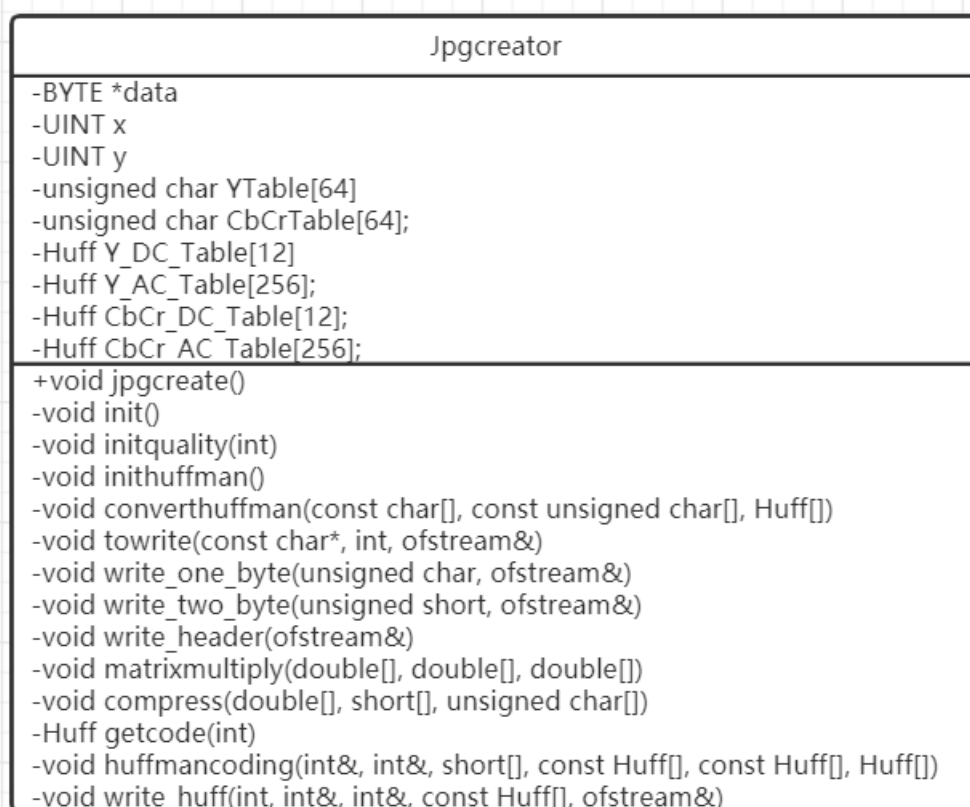 Jpgcreator
-BYTE *data
-UINT x
-UINT y
-unsigned char YTable[64]
-unsigned char CbCrTable[64];
-Huff Y_DC_Table[12]
-Huff Y_AC_Table[256];
-Huff CbCr_DC_Table[12];
-Huff CbCr_AC_Table[256];
+void jpgcreate()
-void init()
-void initquality(int)
-void inithuffman()
-void converthuffman(const char[], const unsigned char[], Huff[])
-void towrite(const char*, int, ofstream&)
-void write_one_byte(unsigned char, ofstream&)
-void write_two_byte(unsigned short, ofstream&)
-void write_header(ofstream&)
-void matrixmultiply(double[], double[], double[])
-void compress(double[], short[], unsigned char[])
-Huff getcode(int)
-void huffmancoding(int&, int&, short[], const Huff[], const Huff[], Huff[])
-void write_huff(int, int&, int&, const Huff[], ofstream&)